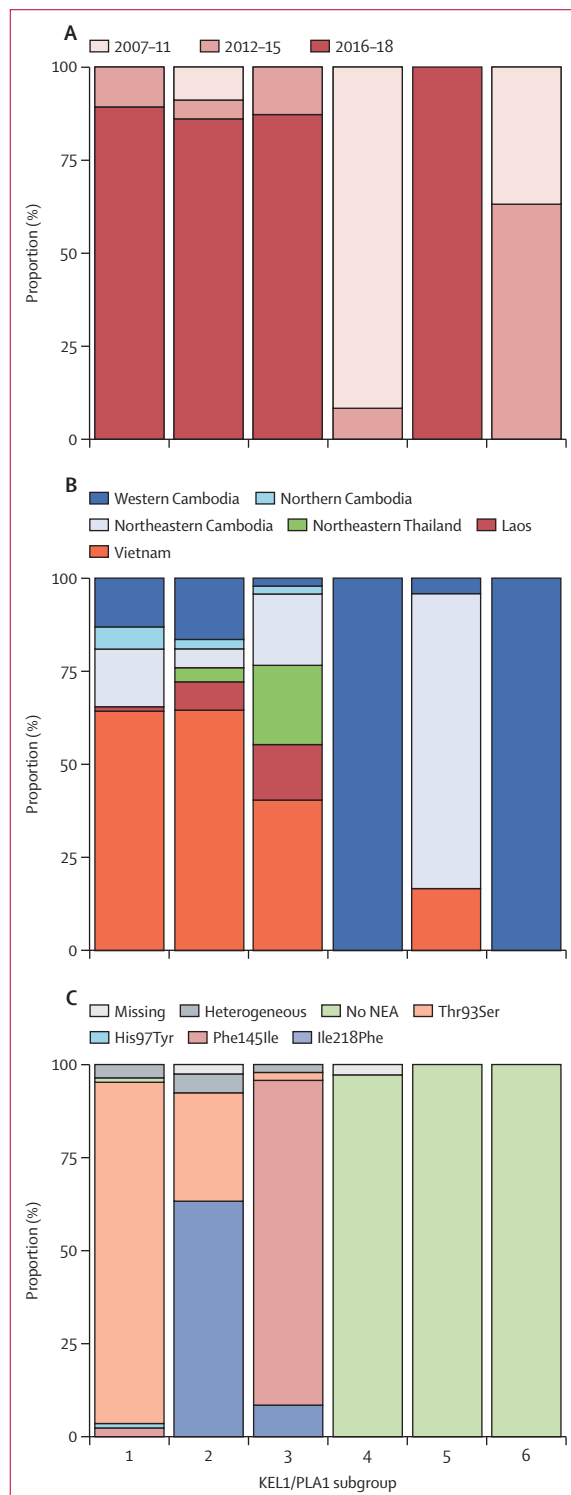 A
2007–11 2012–15 2016–18
100
75
50
25
0
Proportion (%)
B
Western Cambodia Northern Cambodia
Northeastern Cambodia Northeastern Thailand Laos
Vietnam
100
75
50
25
0
Proportion (%)
C
Missing Heterogeneous No NEA Thr93Ser
His97Tyr Phe145Ile Ile218Phe
100
75
50
25
0
Proportion (%)
1 2 3 4 5 6
KEL1/PLA1 subgroup